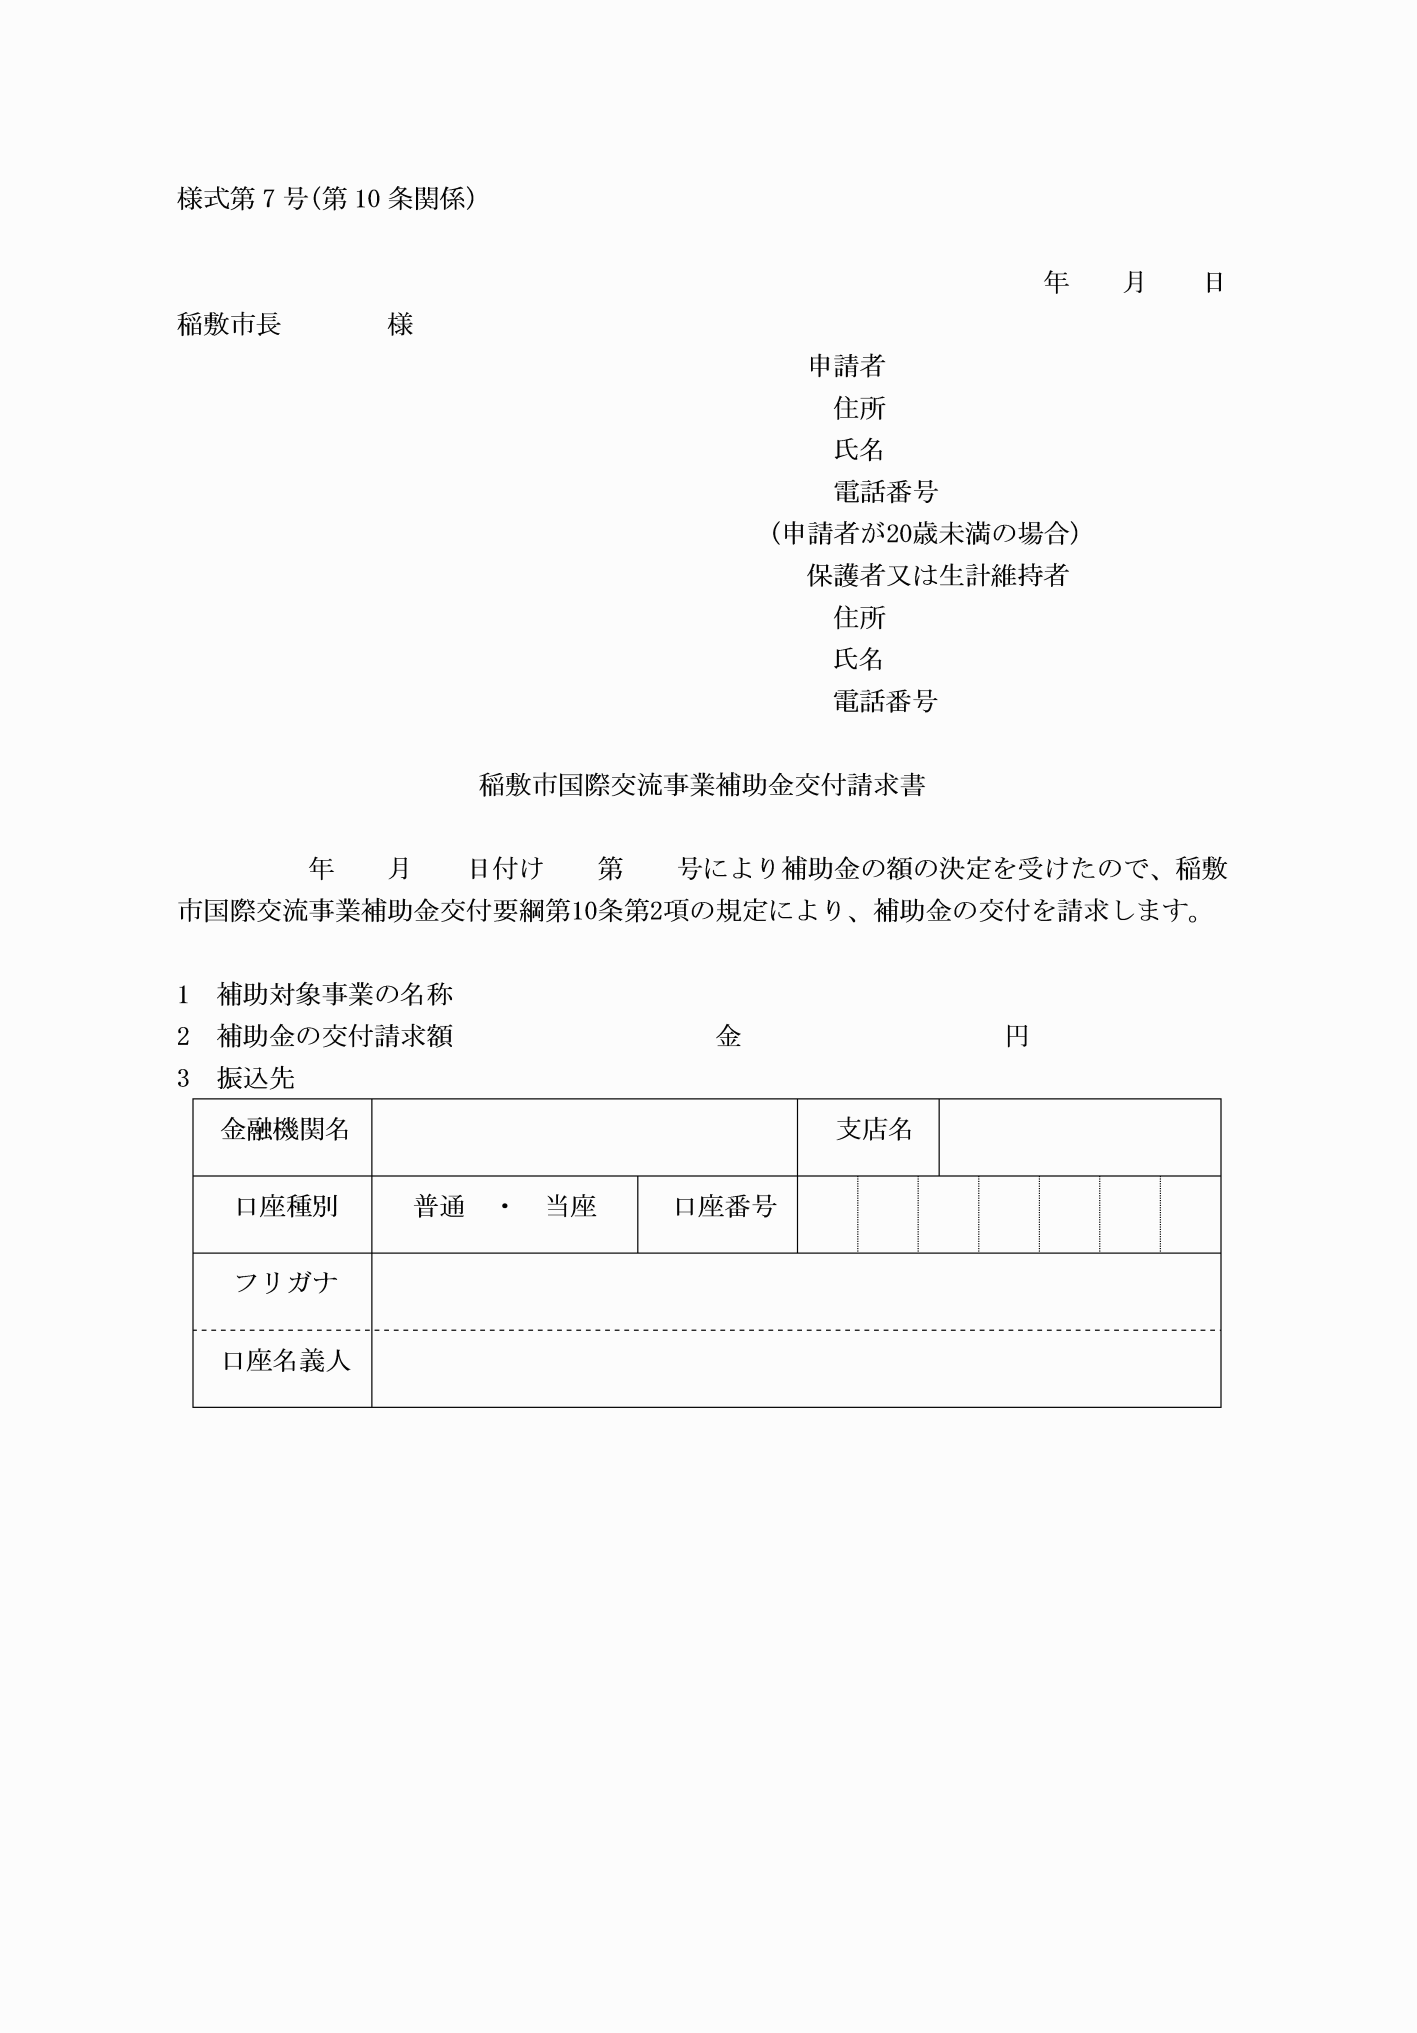 様式第 7 号（第 10 条関係）
年　　月　　日
稲敷市長　　　　様
申請者
住所
氏名
電話番号
（申請者が20歳未満の場合）
保護者又は生計維持者
住所
氏名
電話番号
稲敷市国際交流事業補助金交付請求書
年　　月　　日付け　　第　　号により補助金の額の決定を受けたので、稲敷
市国際交流事業補助金交付要綱第10条第2項の規定により、補助金の交付を請求します。
1　補助対象事業の名称
2　補助金の交付請求額　　　　　　　　　　金　　　　　　　　　　円
3　振込先
金融機関名　　支店名
口座種別　　普通　・　当座　　口座番号
フリガナ
口座名義人